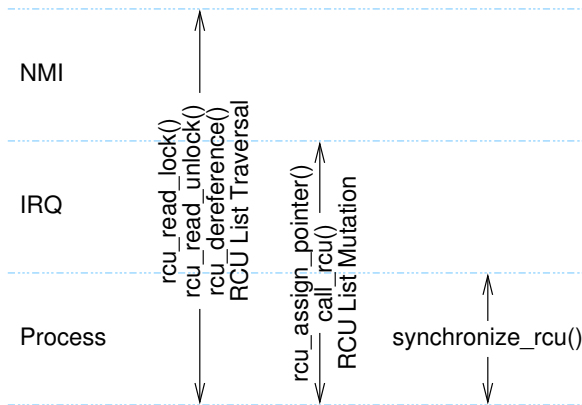 NMI
IRQ
Process
rcu_read_lock()
rcu_read_unlock()
rcu_dereference()
RCU List Traversal
rcu_assign_pointer()
call_rcu()
RCU List Mutation
synchronize_rcu()